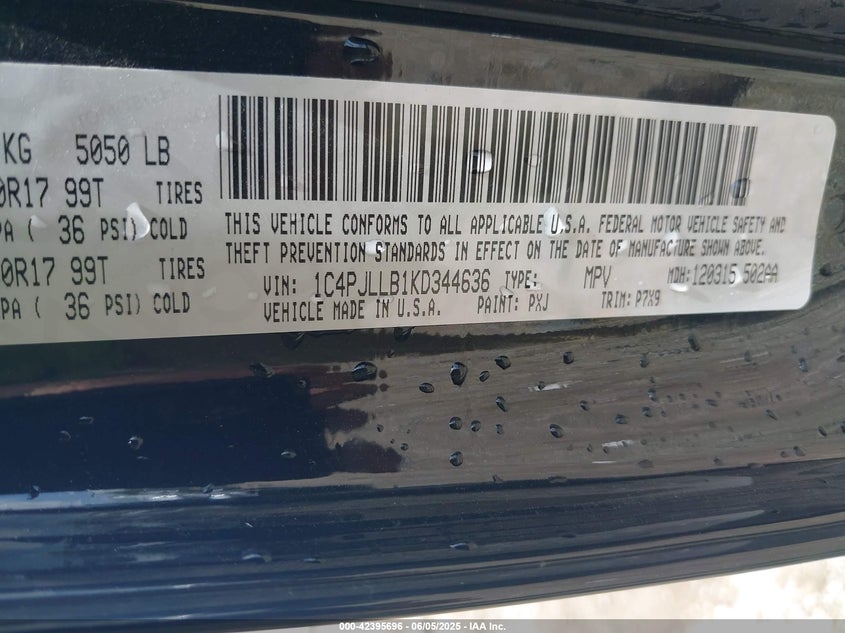 KG 5050 LB
0R17 99T TIRES
PA ( 36 PSI) COLD
0R17 99T TIRES
PA ( 36 PSI) COLD
THIS VEHICLE CONFORMS TO ALL APPLICABLE U.S.A. FEDERAL MOTOR VEHICLE SAFETY AND
THEFT PREVENTION STANDARDS IN EFFECT ON THE DATE OF MANUFACTURE SHOWN ABOVE.
VIN: 1C4PJLLB1KD344636 TYPE: MPV MDH: 120315 502AA
VEHICLE MADE IN U.S.A. PAINT: PXJ TRIM: P7X9
000-42395696 - 06/05/2025 - IAA Inc.